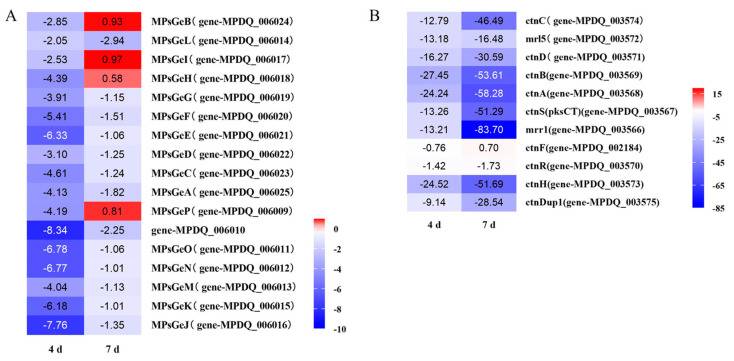 A
-2.85 0.93 MPsGeB( gene-MPDQ_006024)
-2.05 -2.94 MPsGeL( gene-MPDQ_006014)
-2.53 0.97 MPsGeI( gene-MPDQ_006017)
-4.39 0.58 MPsGeH( gene-MPDQ_006018)
-3.91 -1.15 MPsGeG( gene-MPDQ_006019)
-5.41 -1.51 MPsGeF( gene-MPDQ_006020)
-6.33 -1.06 MPsGeE( gene-MPDQ_006021)
-3.10 -1.25 MPsGeD( gene-MPDQ_006022)
-4.61 -1.24 MPsGeC( gene-MPDQ_006023)
-4.13 -1.82 MPsGeA( gene-MPDQ_006025)
-4.19 0.81 MPsGeP( gene-MPDQ_006009)
-8.34 -2.25 gene-MPDQ_006010
-6.78 -1.06 MPsGeO( gene-MPDQ_006011)
-6.77 -1.01 MPsGeN( gene-MPDQ_006012)
-4.04 -1.13 MPsGeM( gene-MPDQ_006013)
-6.18 -1.01 MPsGeK( gene-MPDQ_006015)
-7.76 -1.35 MPsGeJ( gene-MPDQ_006016)
4 d 7 d
0
-2
-4
-6
-8
-10
B
-12.79 -46.49 ctnC( gene-MPDQ_003574)
-13.18 -16.48 mrl5( gene-MPDQ_003572)
-16.27 -30.59 ctnD( gene-MPDQ_003571)
-27.45 -53.61 ctnB(gene-MPDQ_003569)
-24.24 -58.28 ctnA(gene-MPDQ_003568)
-13.26 -51.29 ctnS(pksCT)(gene-MPDQ_003567)
-13.21 -83.70 mrr1(gene-MPDQ_003566)
-0.76 0.70 ctnF(gene-MPDQ_002184)
-1.42 -1.73 ctnR(gene-MPDQ_003570)
-24.52 -51.69 ctnH(gene-MPDQ_003573)
-9.14 -28.54 ctnDup1(gene-MPDQ_003575)
4 d 7 d
20
5
-10
-25
-40
-55
-70
-85